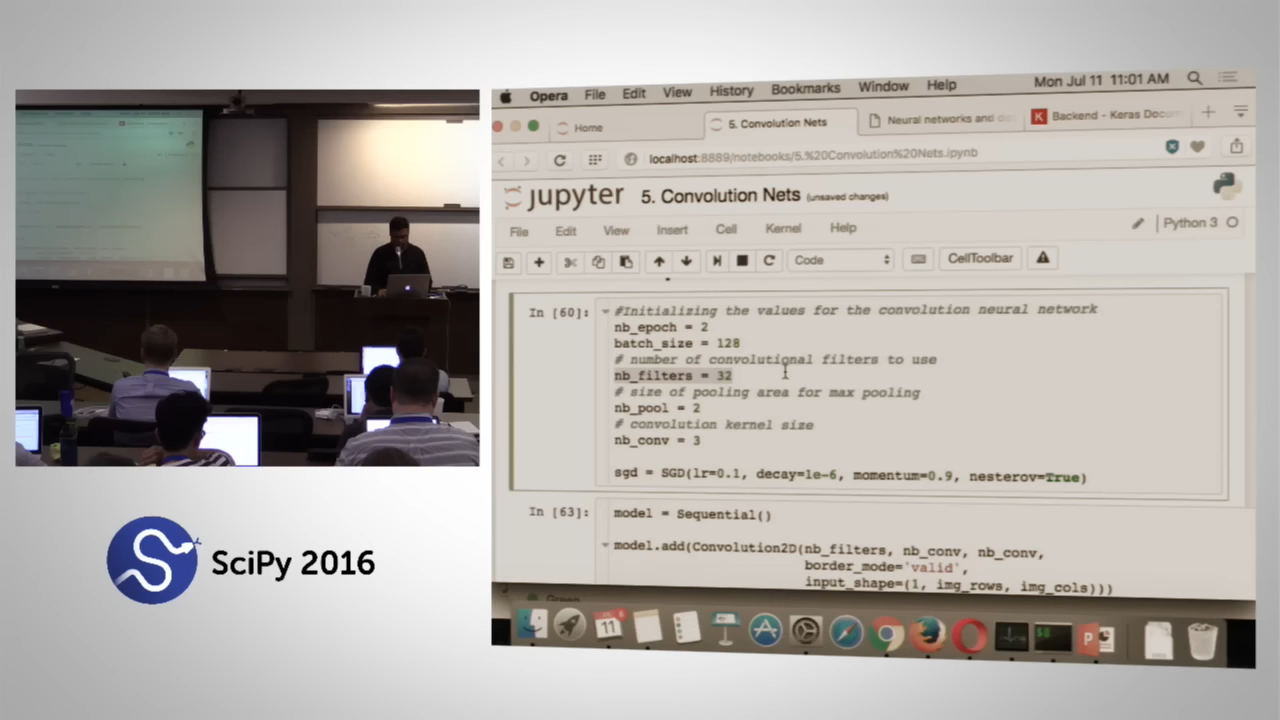 Opera File Edit View History Bookmarks Window Help Mon Jul 11 11:01 AM
Home 5. Convolution Nets Neural networks and Backend - Keras Docum
localhost:8889/notebooks/5.%20Convolution%20Nets.ipynb
jupyter 5. Convolution Nets (unsaved changes)
File Edit View Insert Cell Kernel Help Python 3
Code CellToolbar
In [60]: #Initializing the values for the convolution neural network
nb_epoch = 2
batch_size = 128
# number of convolutional filters to use
nb_filters = 32
# size of pooling area for max pooling
nb_pool = 2
# convolution kernel size
nb_conv = 3
sgd = SGD(lr=0.1, decay=1e-6, momentum=0.9, nesterov=True)
In [63]: model = Sequential()
model.add(Convolution2D(nb_filters, nb_conv, nb_conv,
border_mode='valid',
input_shape=(1, img_rows, img_cols)))
Green
11
SciPy 2016